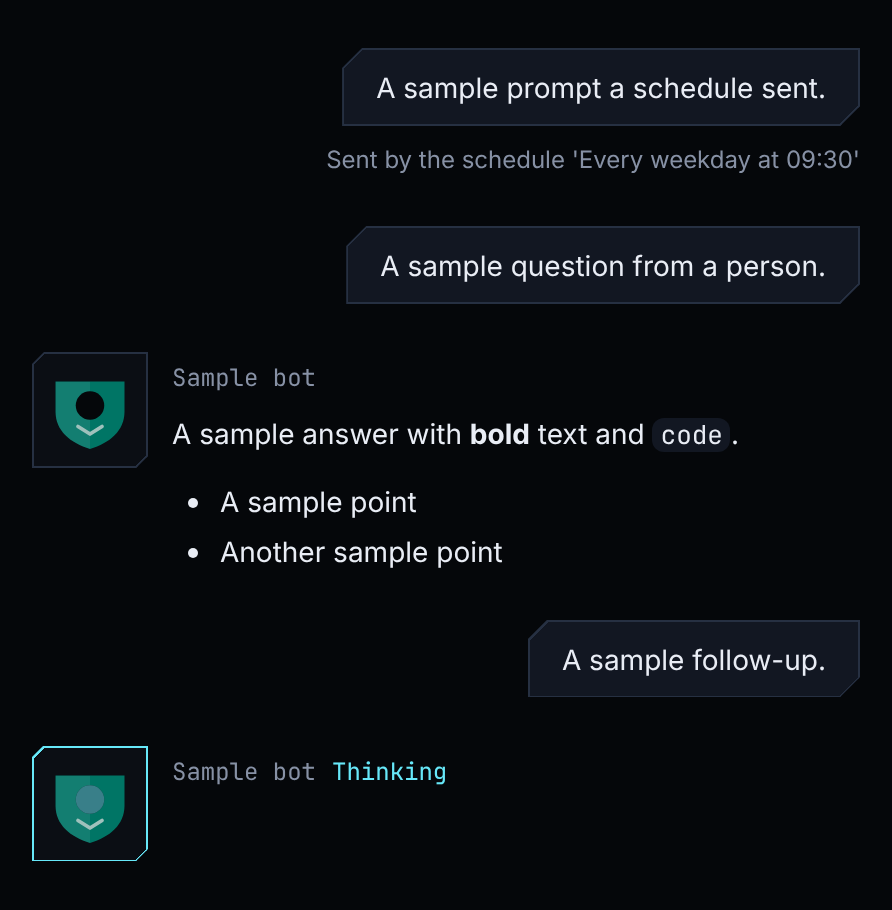 A sample prompt a schedule sent.
Sent by the schedule 'Every weekday at 09:30'
A sample question from a person.
Sample bot
A sample answer with bold text and code.
• A sample point
• Another sample point
A sample follow-up.
Sample bot Thinking